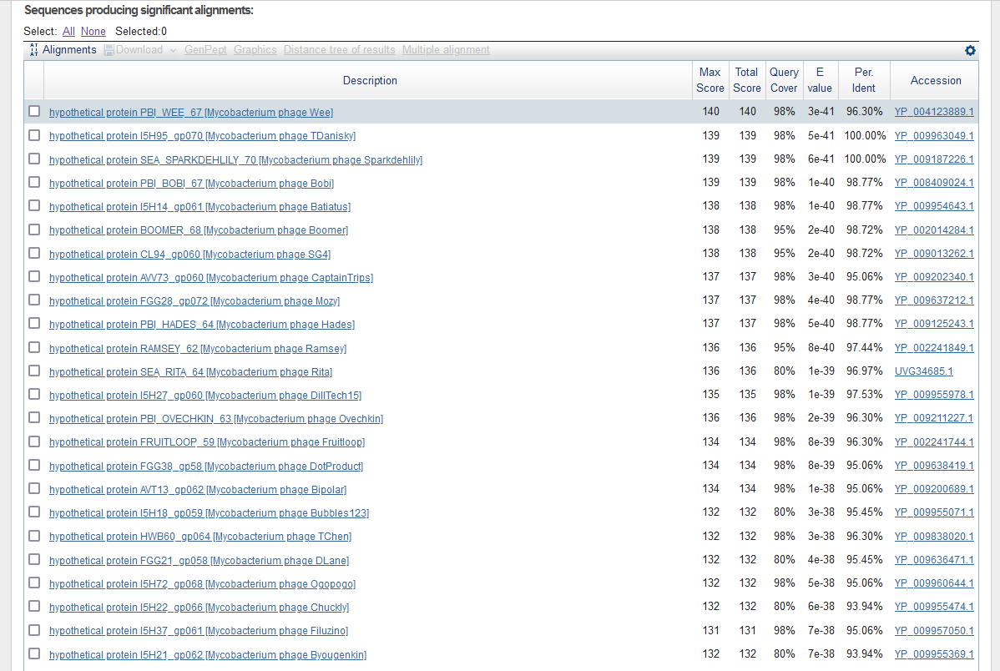 Sequences producing significant alignments:
Select: All None Selected:0
Alignments Download GenPept Graphics Distance tree of results Multiple alignment
Description Max Score Total Score Query Cover E value Per. Ident Accession
hypothetical protein PBI_WEE_67 [Mycobacterium phage Wee] 140 140 98% 3e-41 96.30% YP_004123889.1
hypothetical protein I5H95_gp070 [Mycobacterium phage TDanisky] 139 139 98% 5e-41 100.00% YP_009963049.1
hypothetical protein SEA_SPARKDEHLILY_70 [Mycobacterium phage Sparkdehlily] 139 139 98% 6e-41 100.00% YP_009187226.1
hypothetical protein PBI_BOBI_67 [Mycobacterium phage Bobi] 139 139 98% 1e-40 98.77% YP_008409024.1
hypothetical protein I5H14_gp061 [Mycobacterium phage Batiatus] 138 138 98% 1e-40 98.77% YP_009954643.1
hypothetical protein BOOMER_68 [Mycobacterium phage Boomer] 138 138 95% 2e-40 98.72% YP_002014284.1
hypothetical protein CL94_gp060 [Mycobacterium phage SG4] 138 138 95% 2e-40 98.72% YP_009013262.1
hypothetical protein AVV73_gp060 [Mycobacterium phage CaptainTrips] 137 137 98% 3e-40 95.06% YP_009202340.1
hypothetical protein FGG28_gp072 [Mycobacterium phage Mozy] 137 137 98% 4e-40 98.77% YP_009637212.1
hypothetical protein PBI_HADES_64 [Mycobacterium phage Hades] 137 137 98% 5e-40 98.77% YP_009125243.1
hypothetical protein RAMSEY_62 [Mycobacterium phage Ramsey] 136 136 95% 8e-40 97.44% YP_002241849.1
hypothetical protein SEA_RITA_64 [Mycobacterium phage Rita] 136 136 80% 1e-39 96.97% UVG34685.1
hypothetical protein I5H27_gp060 [Mycobacterium phage DillTech15] 135 135 98% 1e-39 97.53% YP_009955978.1
hypothetical protein PBI_OVECHKIN_63 [Mycobacterium phage Ovechkin] 136 136 98% 2e-39 96.30% YP_009211227.1
hypothetical protein FRUITLOOP_59 [Mycobacterium phage Fruitloop] 134 134 98% 8e-39 96.30% YP_002241744.1
hypothetical protein FGG38_gp58 [Mycobacterium phage DotProduct] 134 134 98% 8e-39 95.06% YP_009638419.1
hypothetical protein AVT13_gp062 [Mycobacterium phage Bipolar] 134 134 98% 1e-38 95.06% YP_009200689.1
hypothetical protein I5H18_gp059 [Mycobacterium phage Bubbles123] 132 132 80% 3e-38 95.45% YP_009955071.1
hypothetical protein HWB60_gp064 [Mycobacterium phage TChen] 132 132 98% 3e-38 96.30% YP_009838020.1
hypothetical protein FGG21_gp058 [Mycobacterium phage DLane] 132 132 80% 4e-38 95.45% YP_009636471.1
hypothetical protein I5H72_gp068 [Mycobacterium phage Ogopogo] 132 132 98% 5e-38 95.06% YP_009960644.1
hypothetical protein I5H22_gp066 [Mycobacterium phage Chuckly] 132 132 80% 6e-38 93.94% YP_009955474.1
hypothetical protein I5H37_gp061 [Mycobacterium phage Filuzino] 131 131 98% 7e-38 95.06% YP_009957050.1
hypothetical protein I5H21_gp062 [Mycobacterium phage Byougenkin] 132 132 80% 7e-38 93.94% YP_009955369.1